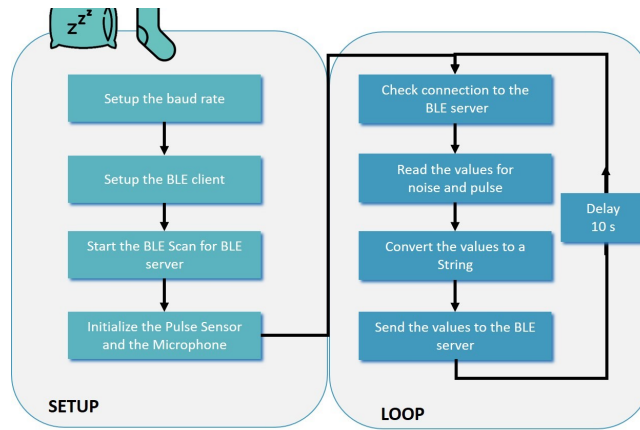 zzzz
Setup the baud rate
Setup the BLE client
Start the BLE Scan for BLE
server
Initialize the Pulse Sensor
and the Microphone
SETUP
Check connection to the
BLE server
Read the values for
noise and pulse
Convert the values to a
String
Send the values to the BLE
server
Delay
10 s
LOOP